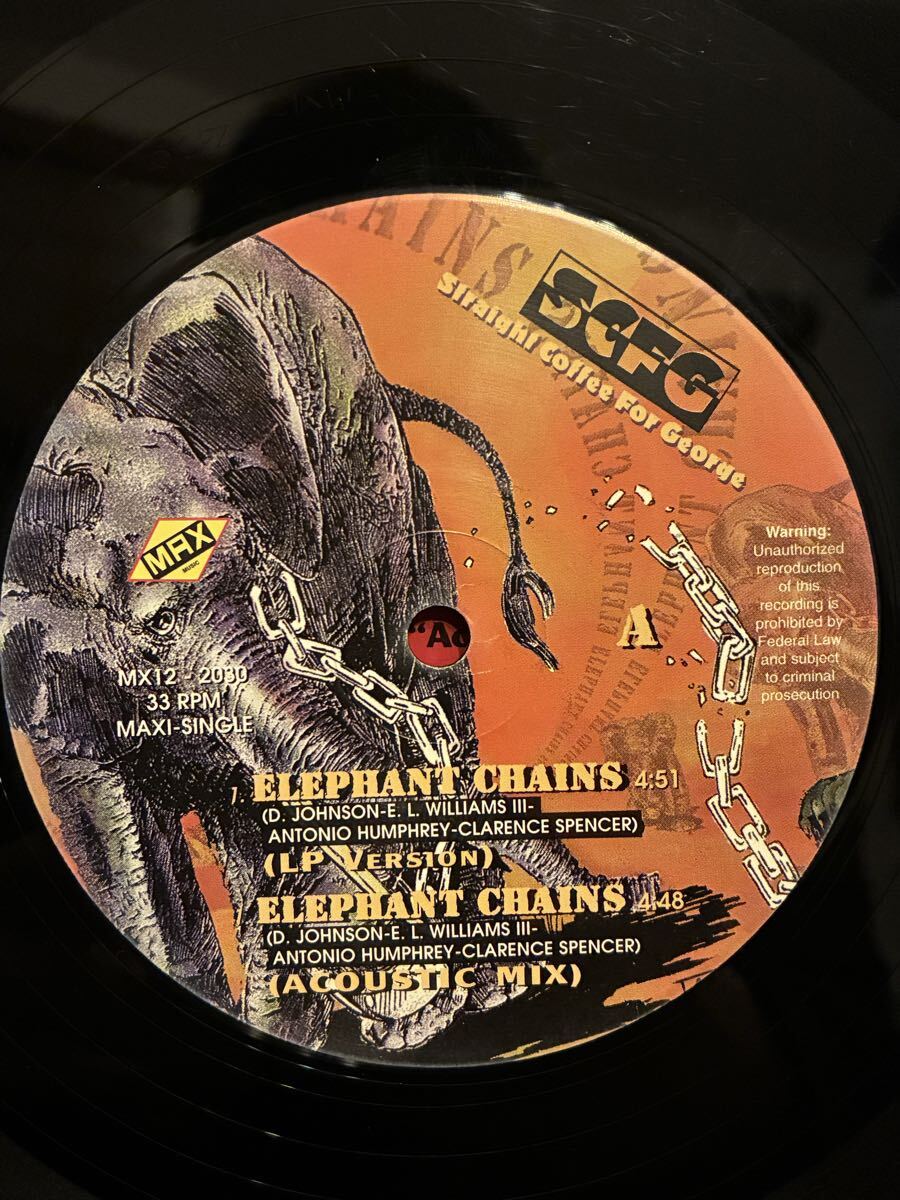 SCFG
Straight Coffee For George
MAX
MUSIC
A
Warning:
Unauthorized
reproduction
of this
recording is
prohibited by
Federal Law
and subject
to criminal
prosecution
MX12 - 2030
33 RPM
MAXI-SINGLE
"Ac
1. ELEPHANT CHAINS 4:51
(D. JOHNSON-E. L. WILLIAMS III-
ANTONIO HUMPHREY-CLARENCE SPENCER)
(LP VERSION)
ELEPHANT CHAINS 4:48
(D. JOHNSON-E. L. WILLIAMS III-
ANTONIO HUMPHREY-CLARENCE SPENCER)
(ACOUSTIC MIX)